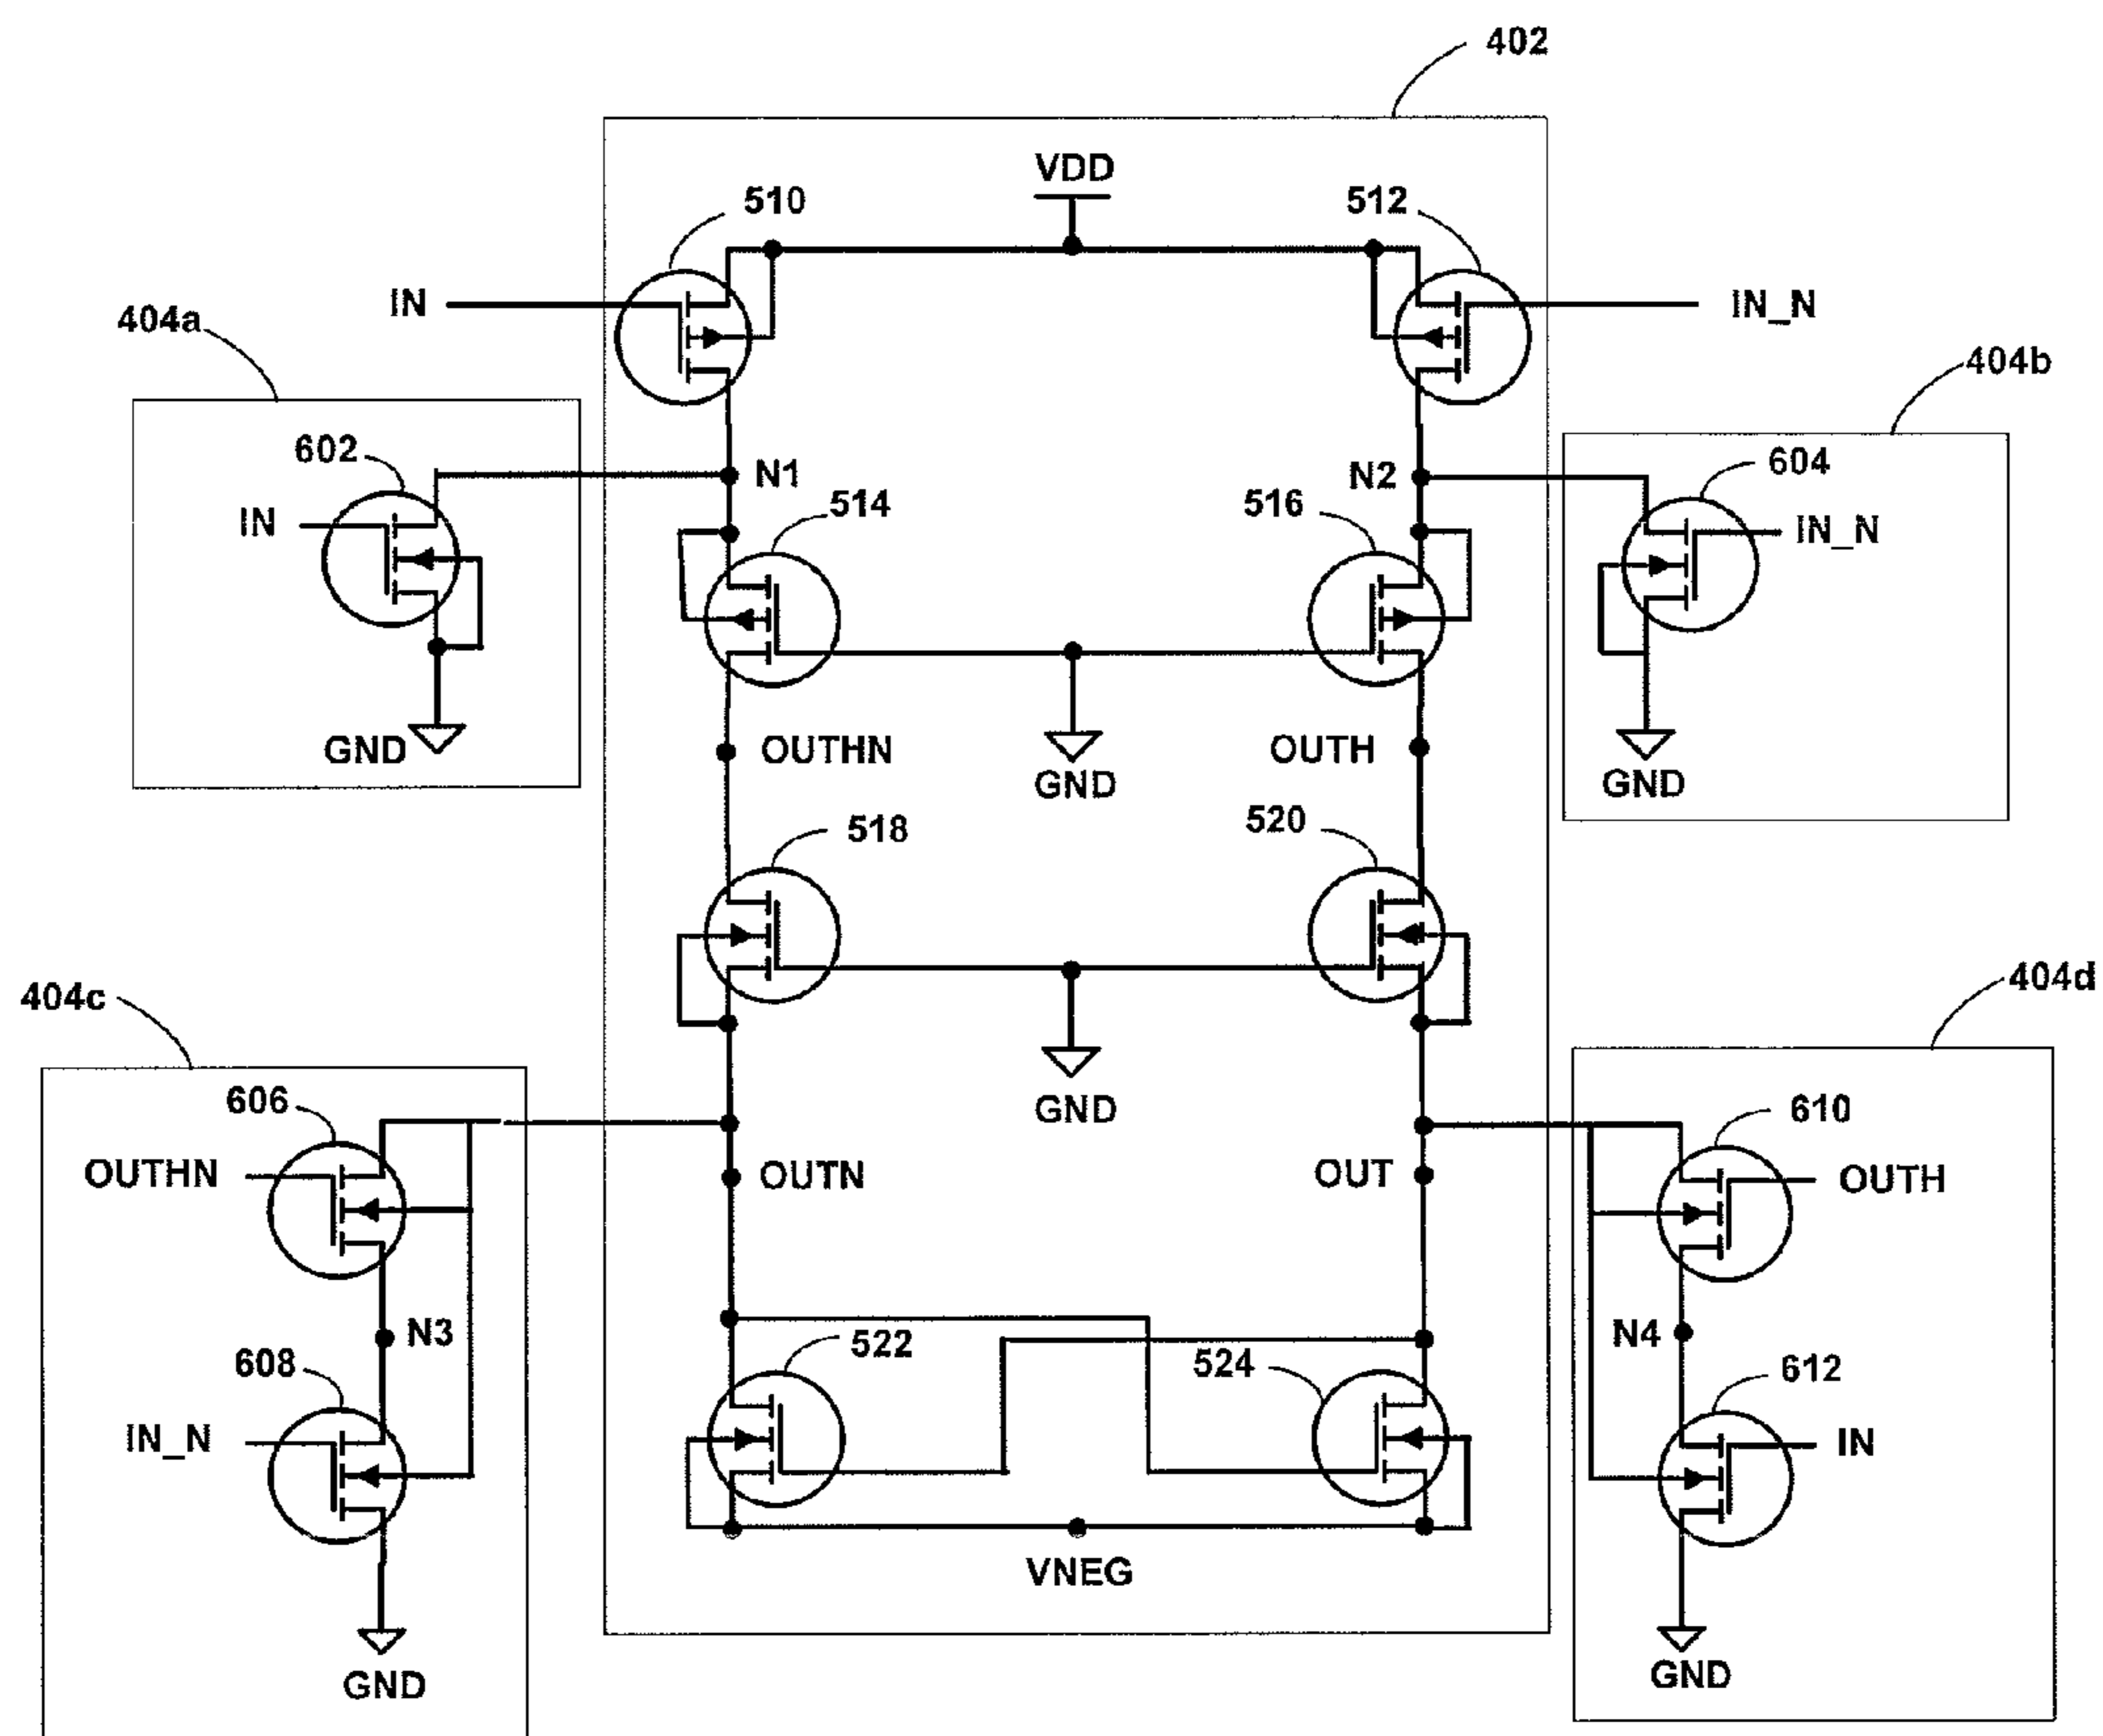 402
VDD
510
512
IN
IN_N
404a
404b
602
604
N1
N2
514
516
IN
IN_N
GND
OUTHN
OUTH
GND
GND
518
520
404c
404d
606
GND
610
OUTHN
OUTN
OUT
OUTH
N3
522
524
N4
608
612
IN_N
IN
VNEG
GND
GND